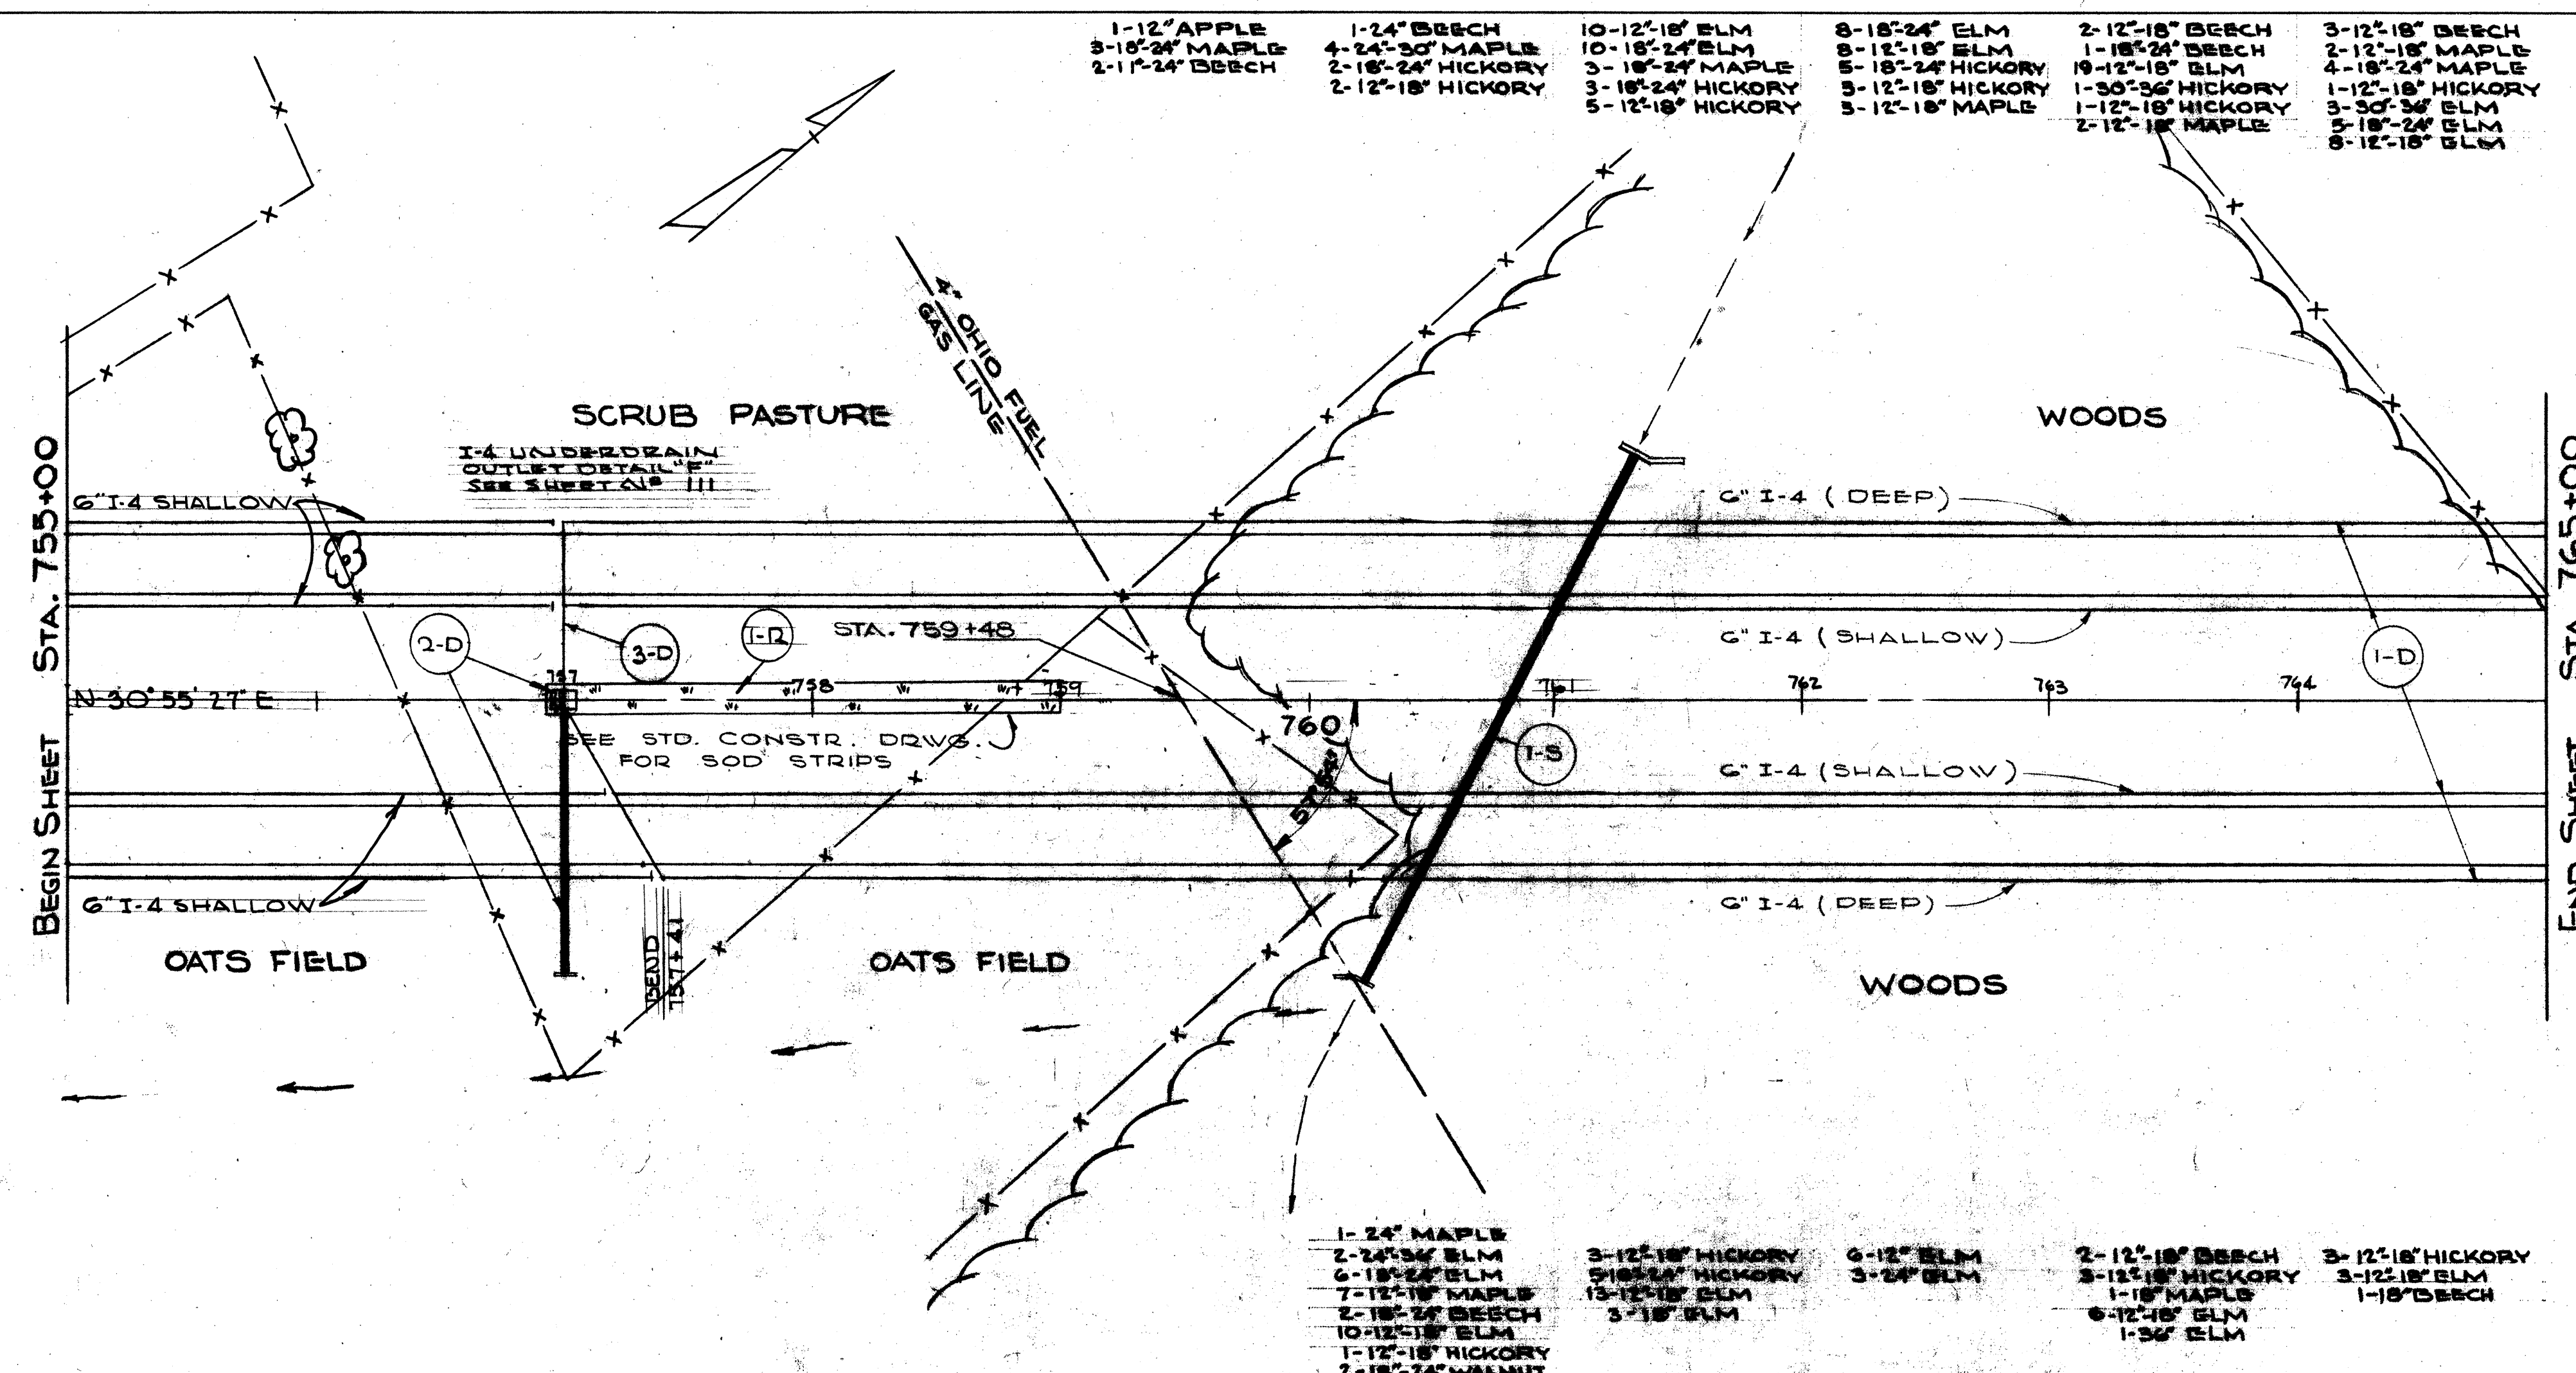 1-12" APPLE
3-18"-24" MAPLE
2-11"-24" BEECH
1-24" BEECH
4-24"-30" MAPLE
2-18"-24" HICKORY
2-12"-18" HICKORY
10-12"-18" ELM
10-18"-24" ELM
3-18"-24" MAPLE
3-18"-24" HICKORY
5-12"-18" HICKORY
8-18"-24" ELM
8-12"-18" ELM
5-18"-24" HICKORY
3-12"-18" HICKORY
3-12"-18" MAPLE
2-12"-18" BEECH
1-18"-24" BEECH
19-12"-18" ELM
1-30"-36" HICKORY
1-12"-18" HICKORY
2-12"-18" MAPLE
3-12"-18" BEECH
2-12"-18" MAPLE
4-18"-24" MAPLE
1-12"-18" HICKORY
3-30"-36" ELM
5-18"-24" ELM
8-12"-18" ELM
4" OHIO FUEL
GAS LINE
SCRUB PASTURE
WOODS
I-4 UNDERDRAIN
OUTLET DETAIL "F"
SEE SHEET Nº 111
6" I-4 SHALLOW
6" I-4 (DEEP)
BEGIN SHEET STA. 755+00
END SHEET STA. 765+00
2-D
3-D
1-R
STA. 759+48
6" I-4 (SHALLOW)
1-D
N-30°55'27"E
757
758
759
760
761
762
763
764
SEE STD. CONSTR. DRWG.
FOR SOD STRIPS
1-S
6" I-4 (SHALLOW)
6" I-4 SHALLOW
6" I-4 (DEEP)
BEND
757+41
OATS FIELD
OATS FIELD
WOODS
1-24" MAPLE
2-24"-36" ELM
6-18"-24" ELM
7-12"-18" MAPLE
2-18"-24" BEECH
10-12"-18" ELM
1-12"-18" HICKORY
2-18"-24" WALNUT
3-12"-18" HICKORY
5-18"-24" HICKORY
13-12"-18" ELM
3-18" ELM
6-12" ELM
3-24" ELM
2-12"-18" BEECH
3-12"-18" HICKORY
1-18" MAPLE
6-12"-18" ELM
1-36" ELM
3-12"-18" HICKORY
3-12"-18" ELM
1-18" BEECH